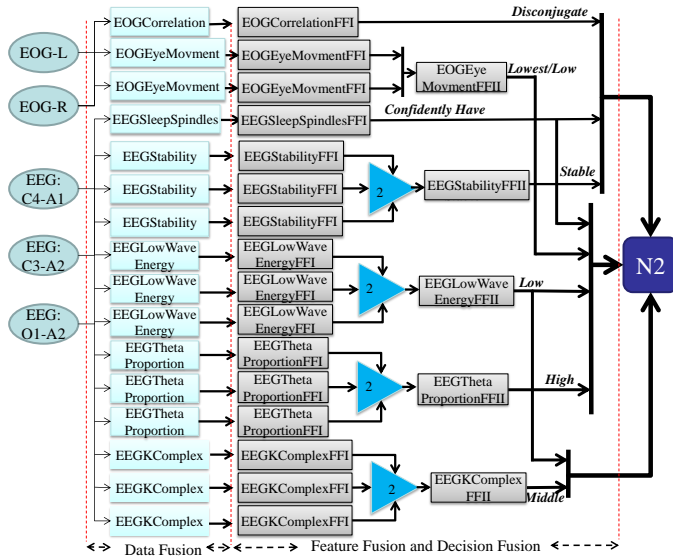 EOG-L
EOG-R
EEG:
C4-A1
EEG:
C3-A2
EEG:
O1-A2
EOGCorrelation
EOGEyeMovment
EOGEyeMovment
EEGSleepSpindles
EEGStability
EEGStability
EEGStability
EEGLowWave
Energy
EEGLowWave
Energy
EEGLowWave
Energy
EEGTheta
Proportion
EEGTheta
Proportion
EEGTheta
Proportion
EEGKComplex
EEGKComplex
EEGKComplex
EOGCorrelationFFI
EOGEyeMovmentFFI
EOGEyeMovmentFFI
EEGSleepSpindlesFFI
EEGStabilityFFI
EEGStabilityFFI
EEGStabilityFFI
EEGLowWave
EnergyFFI
EEGLowWave
EnergyFFI
EEGLowWave
EnergyFFI
EEGTheta
ProportionFFI
EEGTheta
ProportionFFI
EEGTheta
ProportionFFI
EEGKComplexFFI
EEGKComplexFFI
EEGKComplexFFI
2
2
2
2
EOGEye
MovmentFFII
EEGStabilityFFII
EEGLowWave
EnergyFFII
EEGTheta
ProportionFFII
EEGKComplex
FFII
Disconjugate
Lowest/Low
Confidently Have
Stable
Low
High
Middle
N2
Data Fusion
Feature Fusion and Decision Fusion